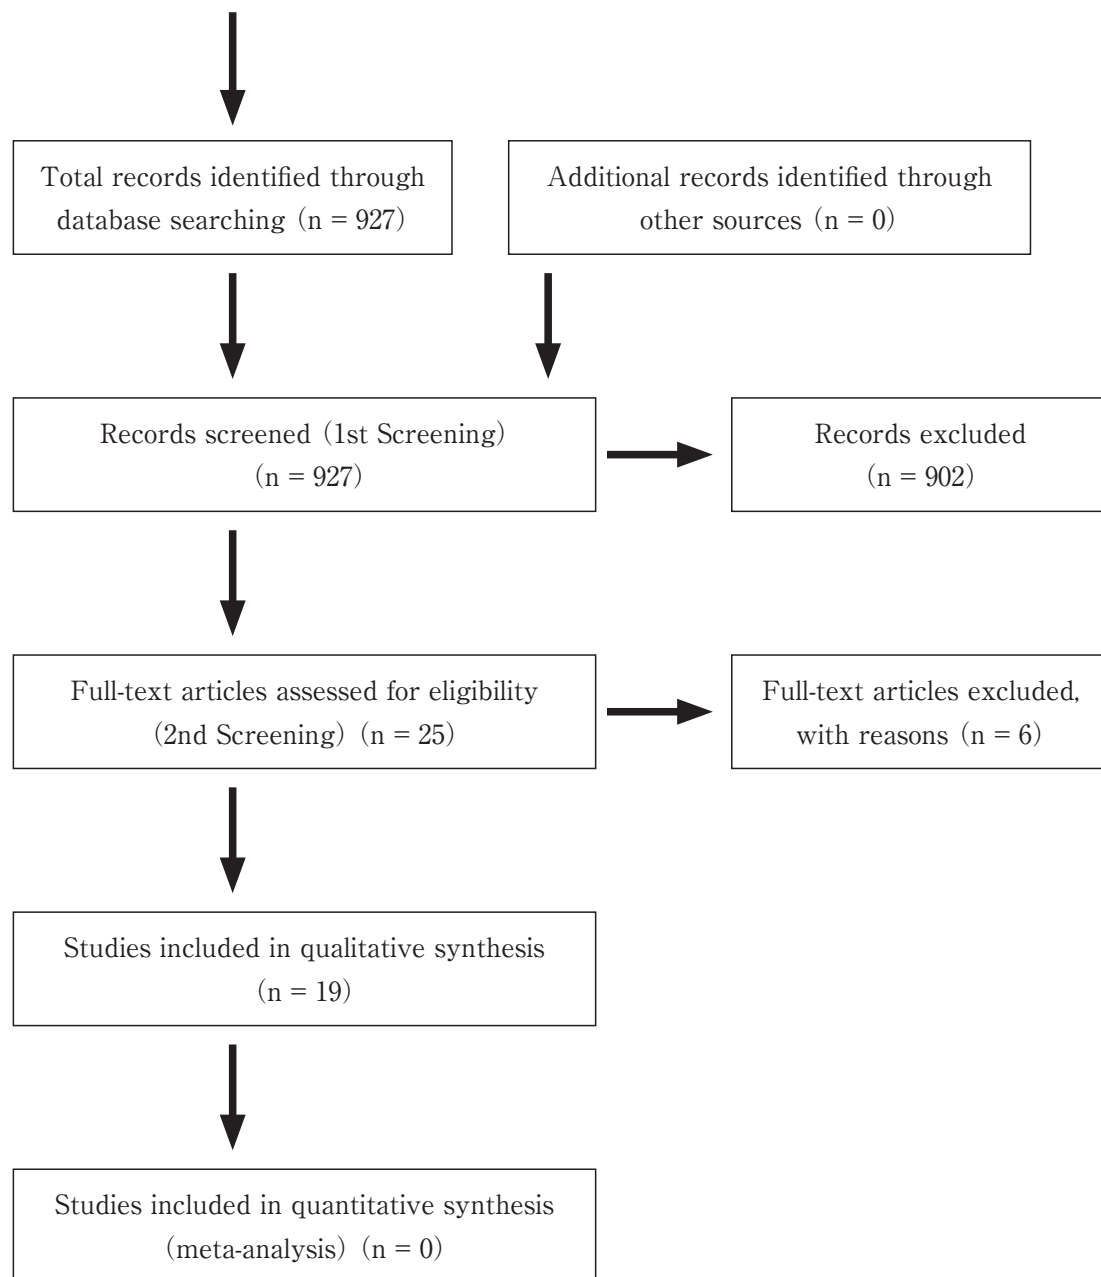 Total records identified through
database searching (n = 927)
Additional records identified through
other sources (n = 0)
Records screened (1st Screening)
(n = 927)
Records excluded
(n = 902)
Full-text articles assessed for eligibility
(2nd Screening) (n = 25)
Full-text articles excluded,
with reasons (n = 6)
Studies included in qualitative synthesis
(n = 19)
Studies included in quantitative synthesis
(meta-analysis) (n = 0)